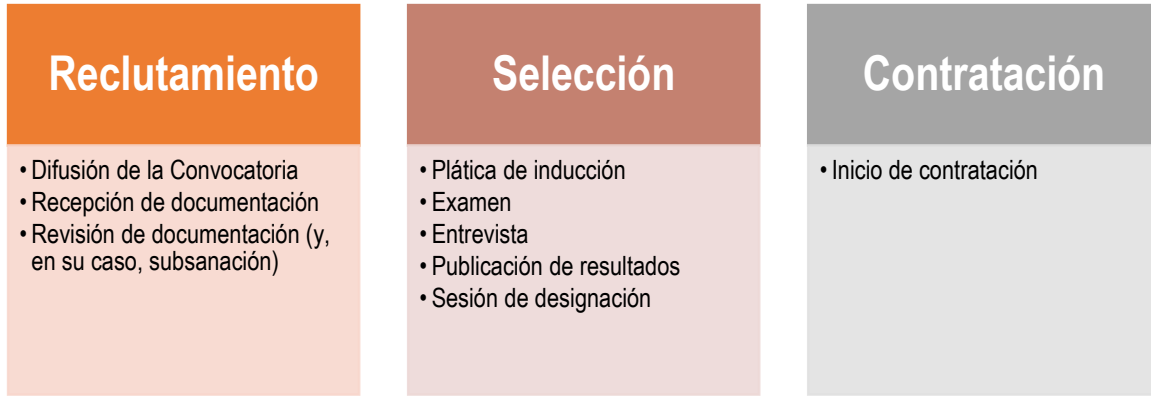 Reclutamiento
• Difusión de la Convocatoria
• Recepción de documentación
• Revisión de documentación (y,
en su caso, subsanación)
Selección
• Plática de inducción
• Examen
• Entrevista
• Publicación de resultados
• Sesión de designación
Contratación
• Inicio de contratación